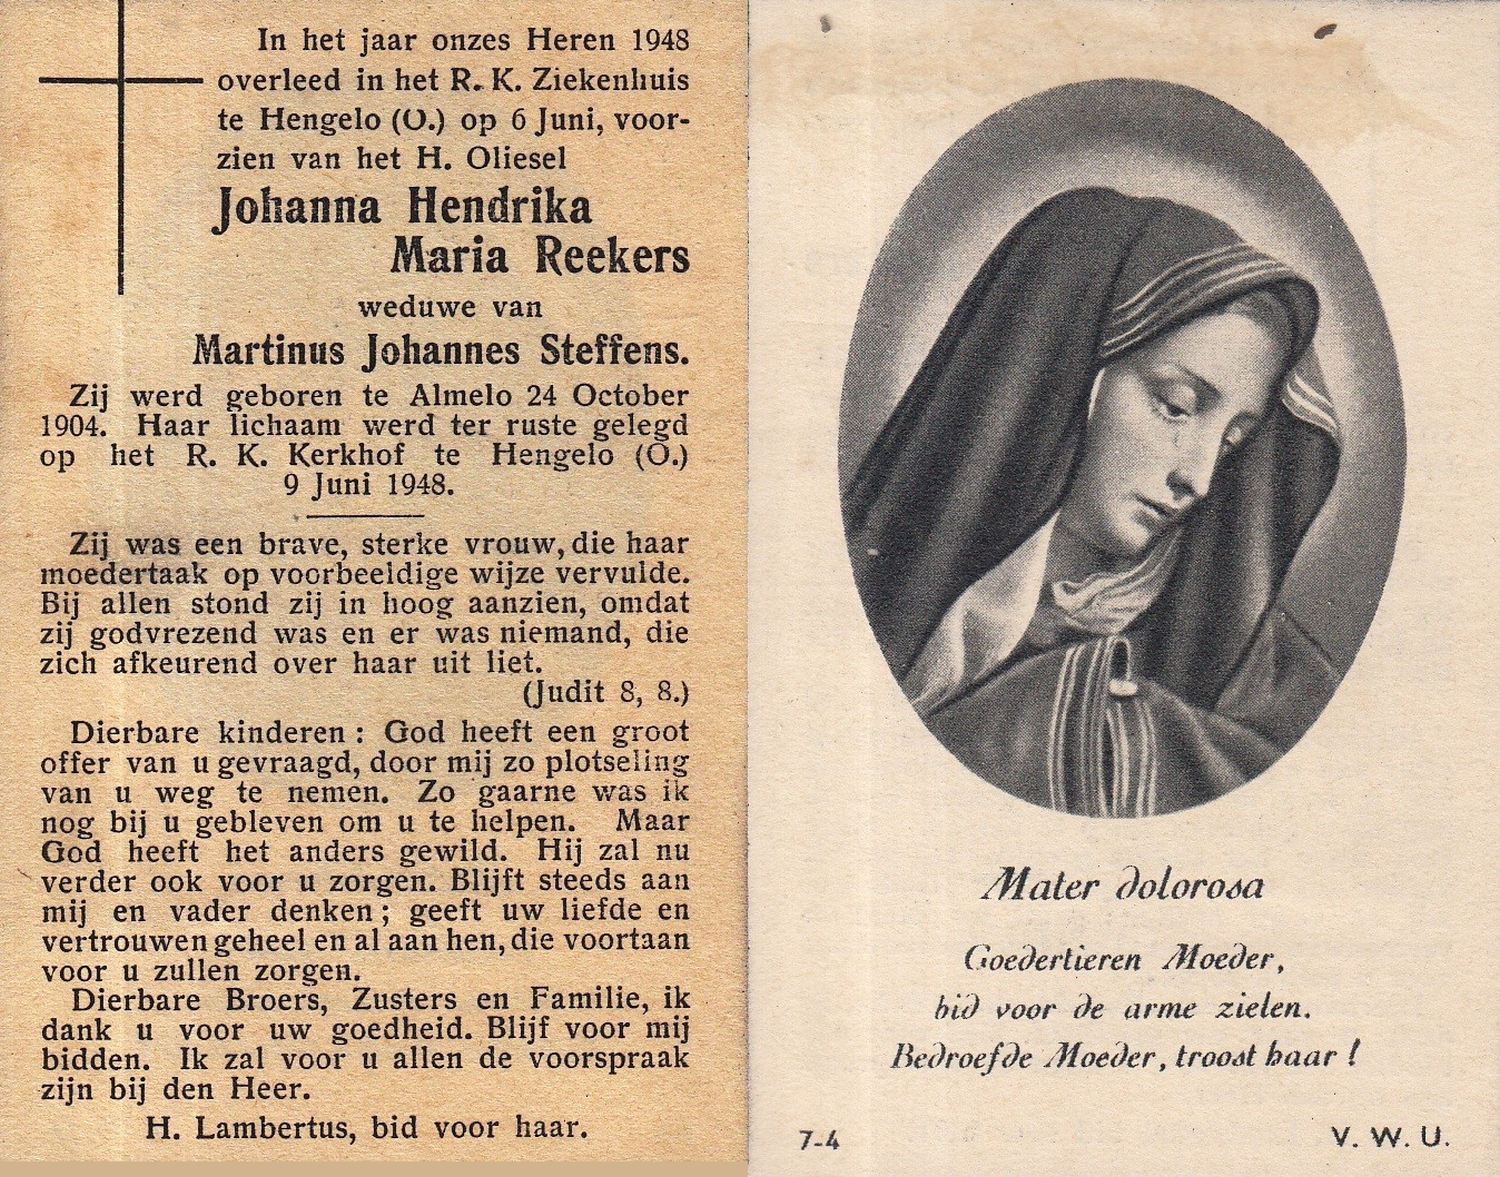 In het jaar onzes Heren 1948
overleed in het R. K. Ziekenhuis
te Hengelo (O.) op 6 Juni, voor-
zien van het H. Oliesel
Johanna Hendrika
Maria Reekers
weduwe van
Martinus Johannes Steffens.
Zij werd geboren te Almelo 24 October
1904. Haar lichaam werd ter ruste gelegd
op het R. K. Kerkhof te Hengelo (O.)
9 Juni 1948.
Zij was een brave, sterke vrouw, die haar
moedertaak op voorbeeldige wijze vervulde.
Bij allen stond zij in hoog aanzien, omdat
zij godvrezend was en er was niemand, die
zich afkeurend over haar uit liet.
(Judit 8, 8.)
Dierbare kinderen : God heeft een groot
offer van u gevraagd, door mij zo plotseling
van u weg te nemen. Zo gaarne was ik
nog bij u gebleven om u te helpen. Maar
God heeft het anders gewild. Hij zal nu
verder ook voor u zorgen. Blijft steeds aan
mij en vader denken ; geeft uw liefde en
vertrouwen geheel en al aan hen, die voortaan
voor u zullen zorgen.
Dierbare Broers, Zusters en Familie, ik
dank u voor uw goedheid. Blijf voor mij
bidden. Ik zal voor u allen de voorspraak
zijn bij den Heer.
H. Lambertus, bid voor haar.
Mater dolorosa
Goedertieren Moeder,
bid voor de arme zielen.
Bedroefde Moeder, troost haar !
7-4 V. W. U.